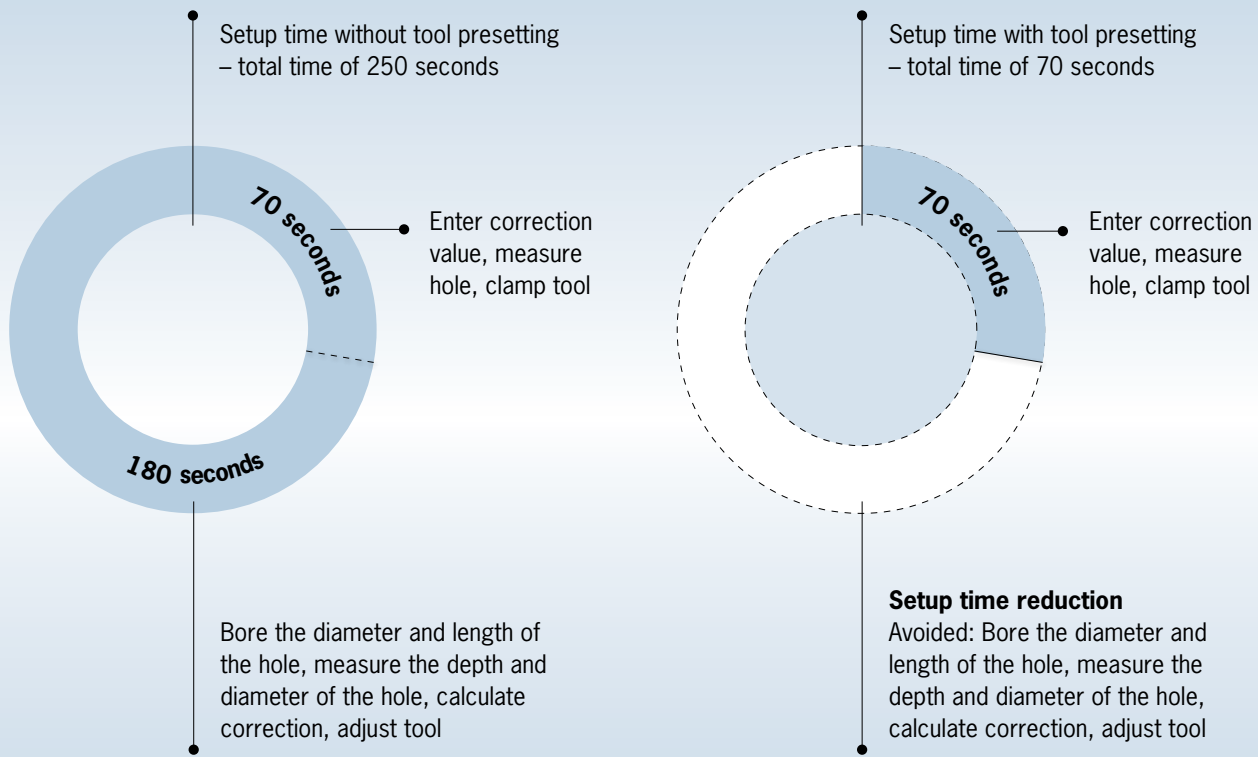 Setup time without tool presetting
– total time of 250 seconds
70 seconds
Enter correction
value, measure
hole, clamp tool
180 seconds
Bore the diameter and length of
the hole, measure the depth and
diameter of the hole, calculate
correction, adjust tool
Setup time with tool presetting
– total time of 70 seconds
70 seconds
Enter correction
value, measure
hole, clamp tool
Setup time reduction
Avoided: Bore the diameter and
length of the hole, measure the
depth and diameter of the hole,
calculate correction, adjust tool